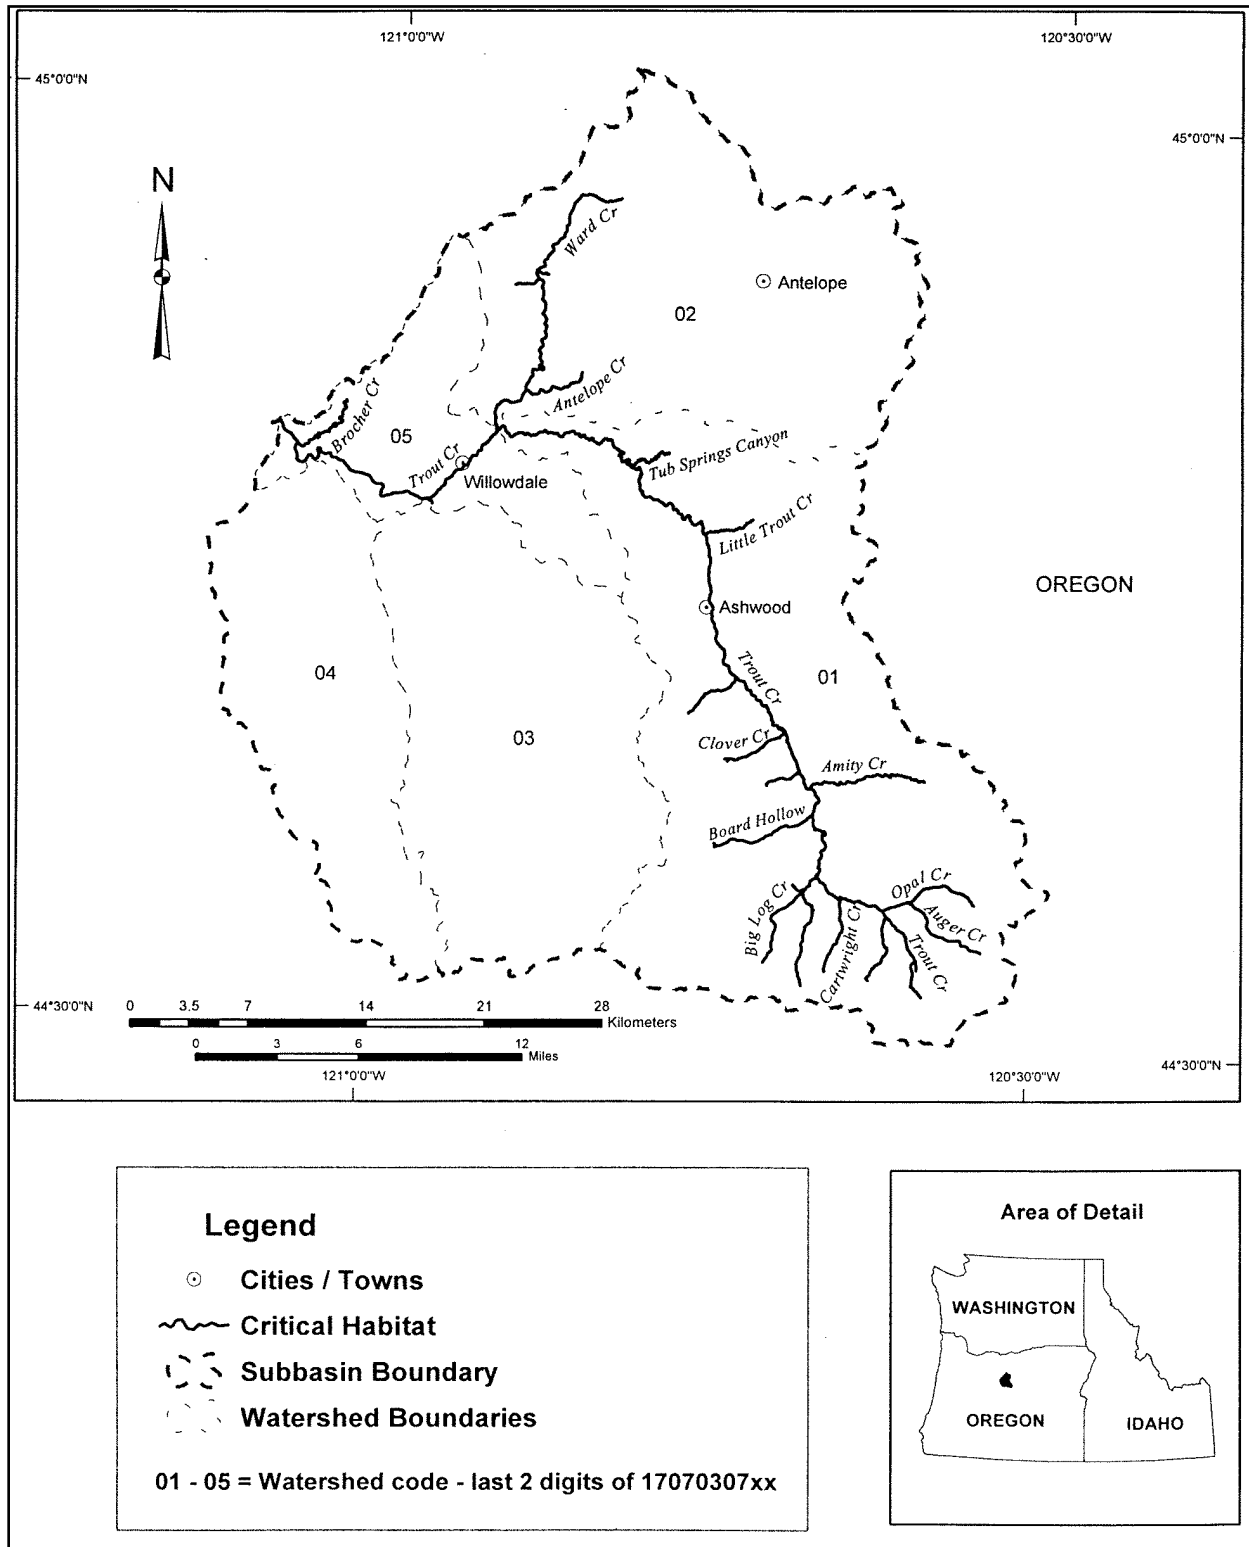 121°0'0"W
120°30'0"W
45°0'0"N
45°0'0"N
N
Ward Cr
Antelope
02
Antelope Cr
Brocher Cr
05
Trout Cr
Willowdale
Tub Springs Canyon
Little Trout Cr
OREGON
Ashwood
04
Trout Cr
01
03
Clover Cr
Amity Cr
Board Hollow
Opal Cr
Big Log Cr
Auger Cr
Cartwright Cr
Trout Cr
44°30'0"N
0 3.5 7 14 21 28
Kilometers
0 3 6 12
Miles
44°30'0"N
121°0'0"W
120°30'0"W
Legend
Cities / Towns
Critical Habitat
Subbasin Boundary
Watershed Boundaries
01 - 05 = Watershed code - last 2 digits of 17070307xx
Area of Detail
WASHINGTON
OREGON
IDAHO